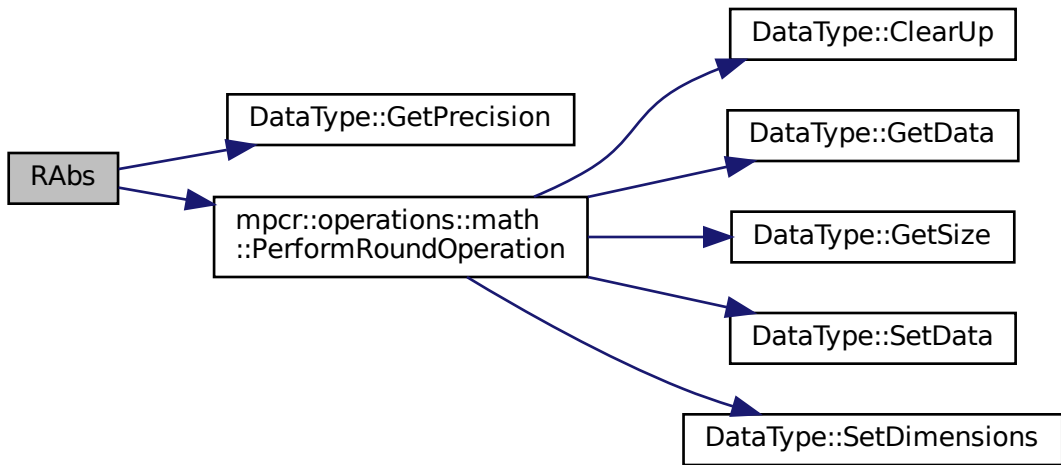 RAbs
DataType::GetPrecision
mpcr::operations::math
::PerformRoundOperation
DataType::ClearUp
DataType::GetData
DataType::GetSize
DataType::SetData
DataType::SetDimensions